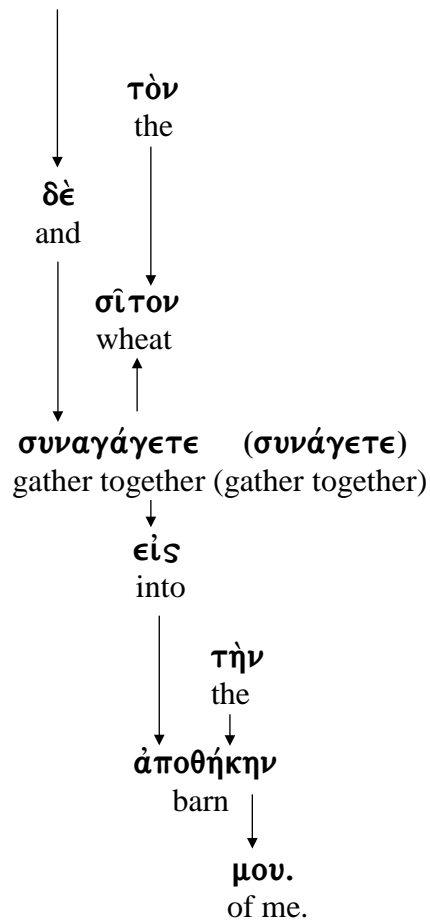 τὸν
the
δὲ
and
σῖτον
wheat
συναγάγετε (συνάγετε)
gather together (gather together)
εἰς
into
τὴν
the
ἀποθήκην
barn
μου.
of me.